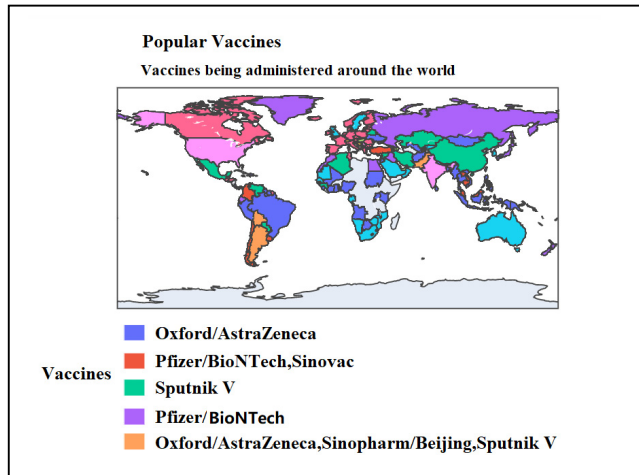 Popular Vaccines
Vaccines being administered around the world
Vaccines
Oxford/AstraZeneca
Pfizer/BioNTech,Sinovac
Sputnik V
Pfizer/BioNTech
Oxford/AstraZeneca,Sinopharm/Beijing,Sputnik V